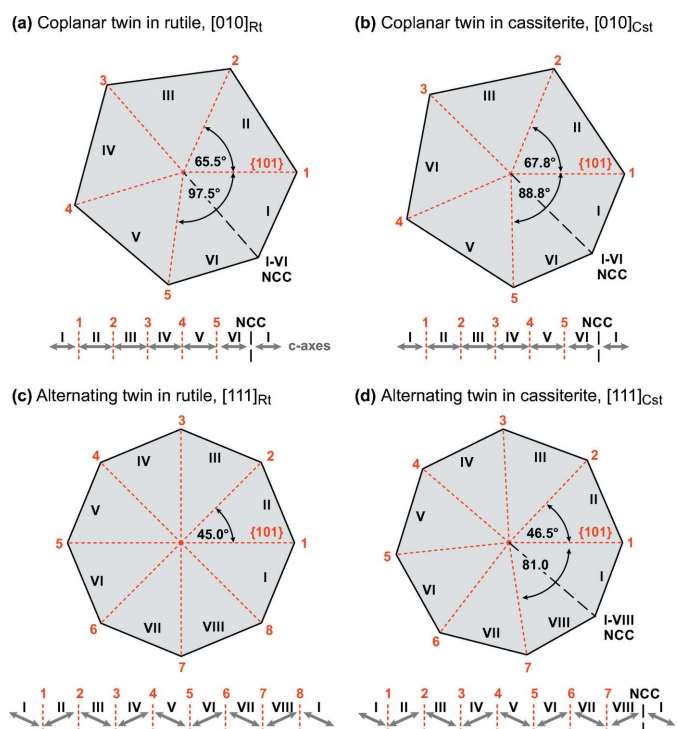 (a) Coplanar twin in rutile, [010]Rt
2
3
III
II
IV
65.5°
{101}
1
97.5°
I
4
V
VI
I-VI
NCC
5
1 2 3 4 5 NCC
I II III IV V VI I c-axes
(b) Coplanar twin in cassiterite, [010]Cst
2
3
III
II
VI
67.8°
{101}
1
88.8°
I
4
V
VI
I-VI
NCC
5
1 2 3 4 5 NCC
I II III IV V VI I
(c) Alternating twin in rutile, [111]Rt
3
4
IV
III
2
V
II
45.0°
{101}
5
1
VI
I
VII
VIII
6
8
7
1 2 3 4 5 6 7 8
I II III IV V VI VII VIII I
(d) Alternating twin in cassiterite, [111]Cst
3
4
IV
III
2
V
II
46.5°
{101}
1
5
81.0
I
VI
VII
VIII
I-VIII
NCC
6
7
1 2 3 4 5 6 7 NCC
I II III IV V VI VII VIII I